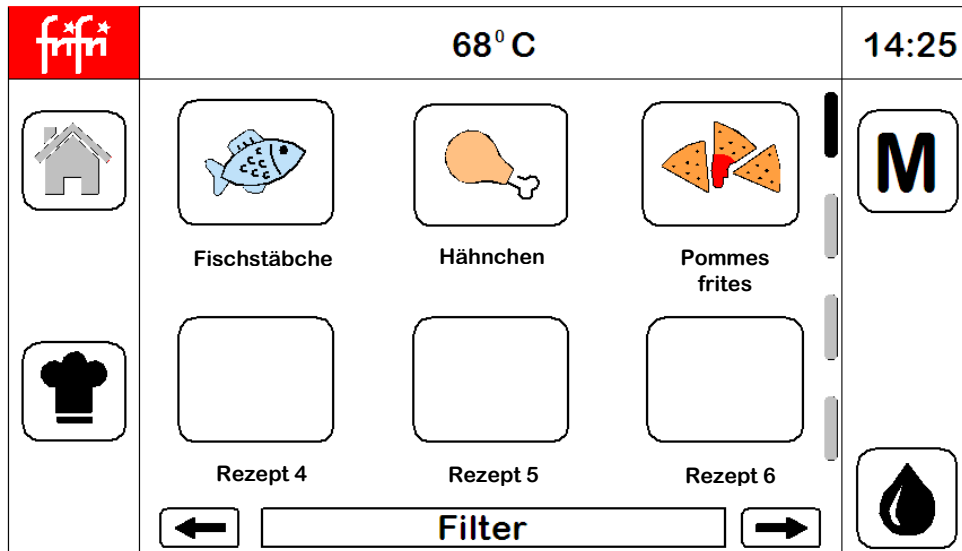 frifri
68⁰ C
14:25
M
Fischstäbche
Hähnchen
Pommes
frites
Rezept 4
Rezept 5
Rezept 6
Filter